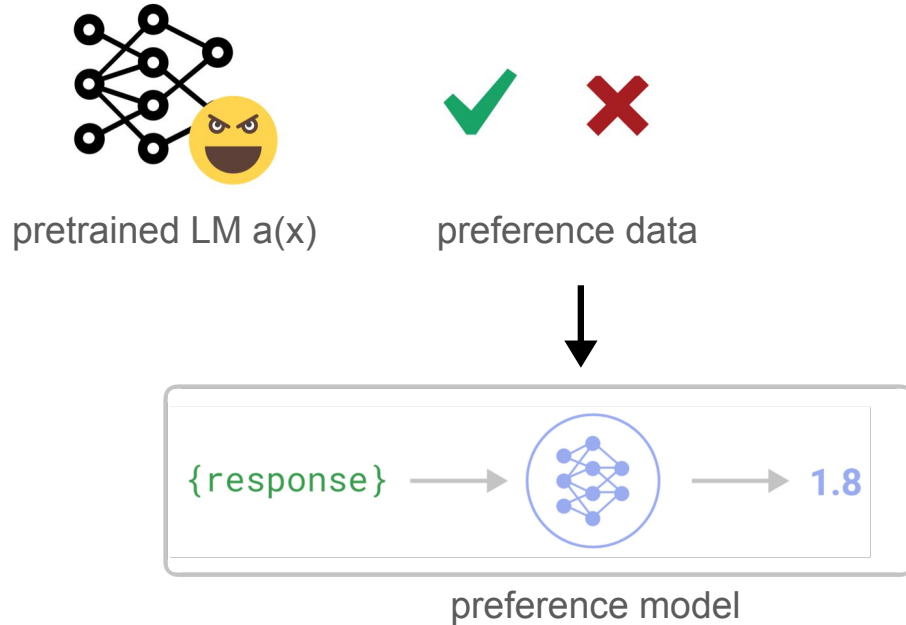 pretrained LM a(x)
preference data
{response}
1.8
preference model